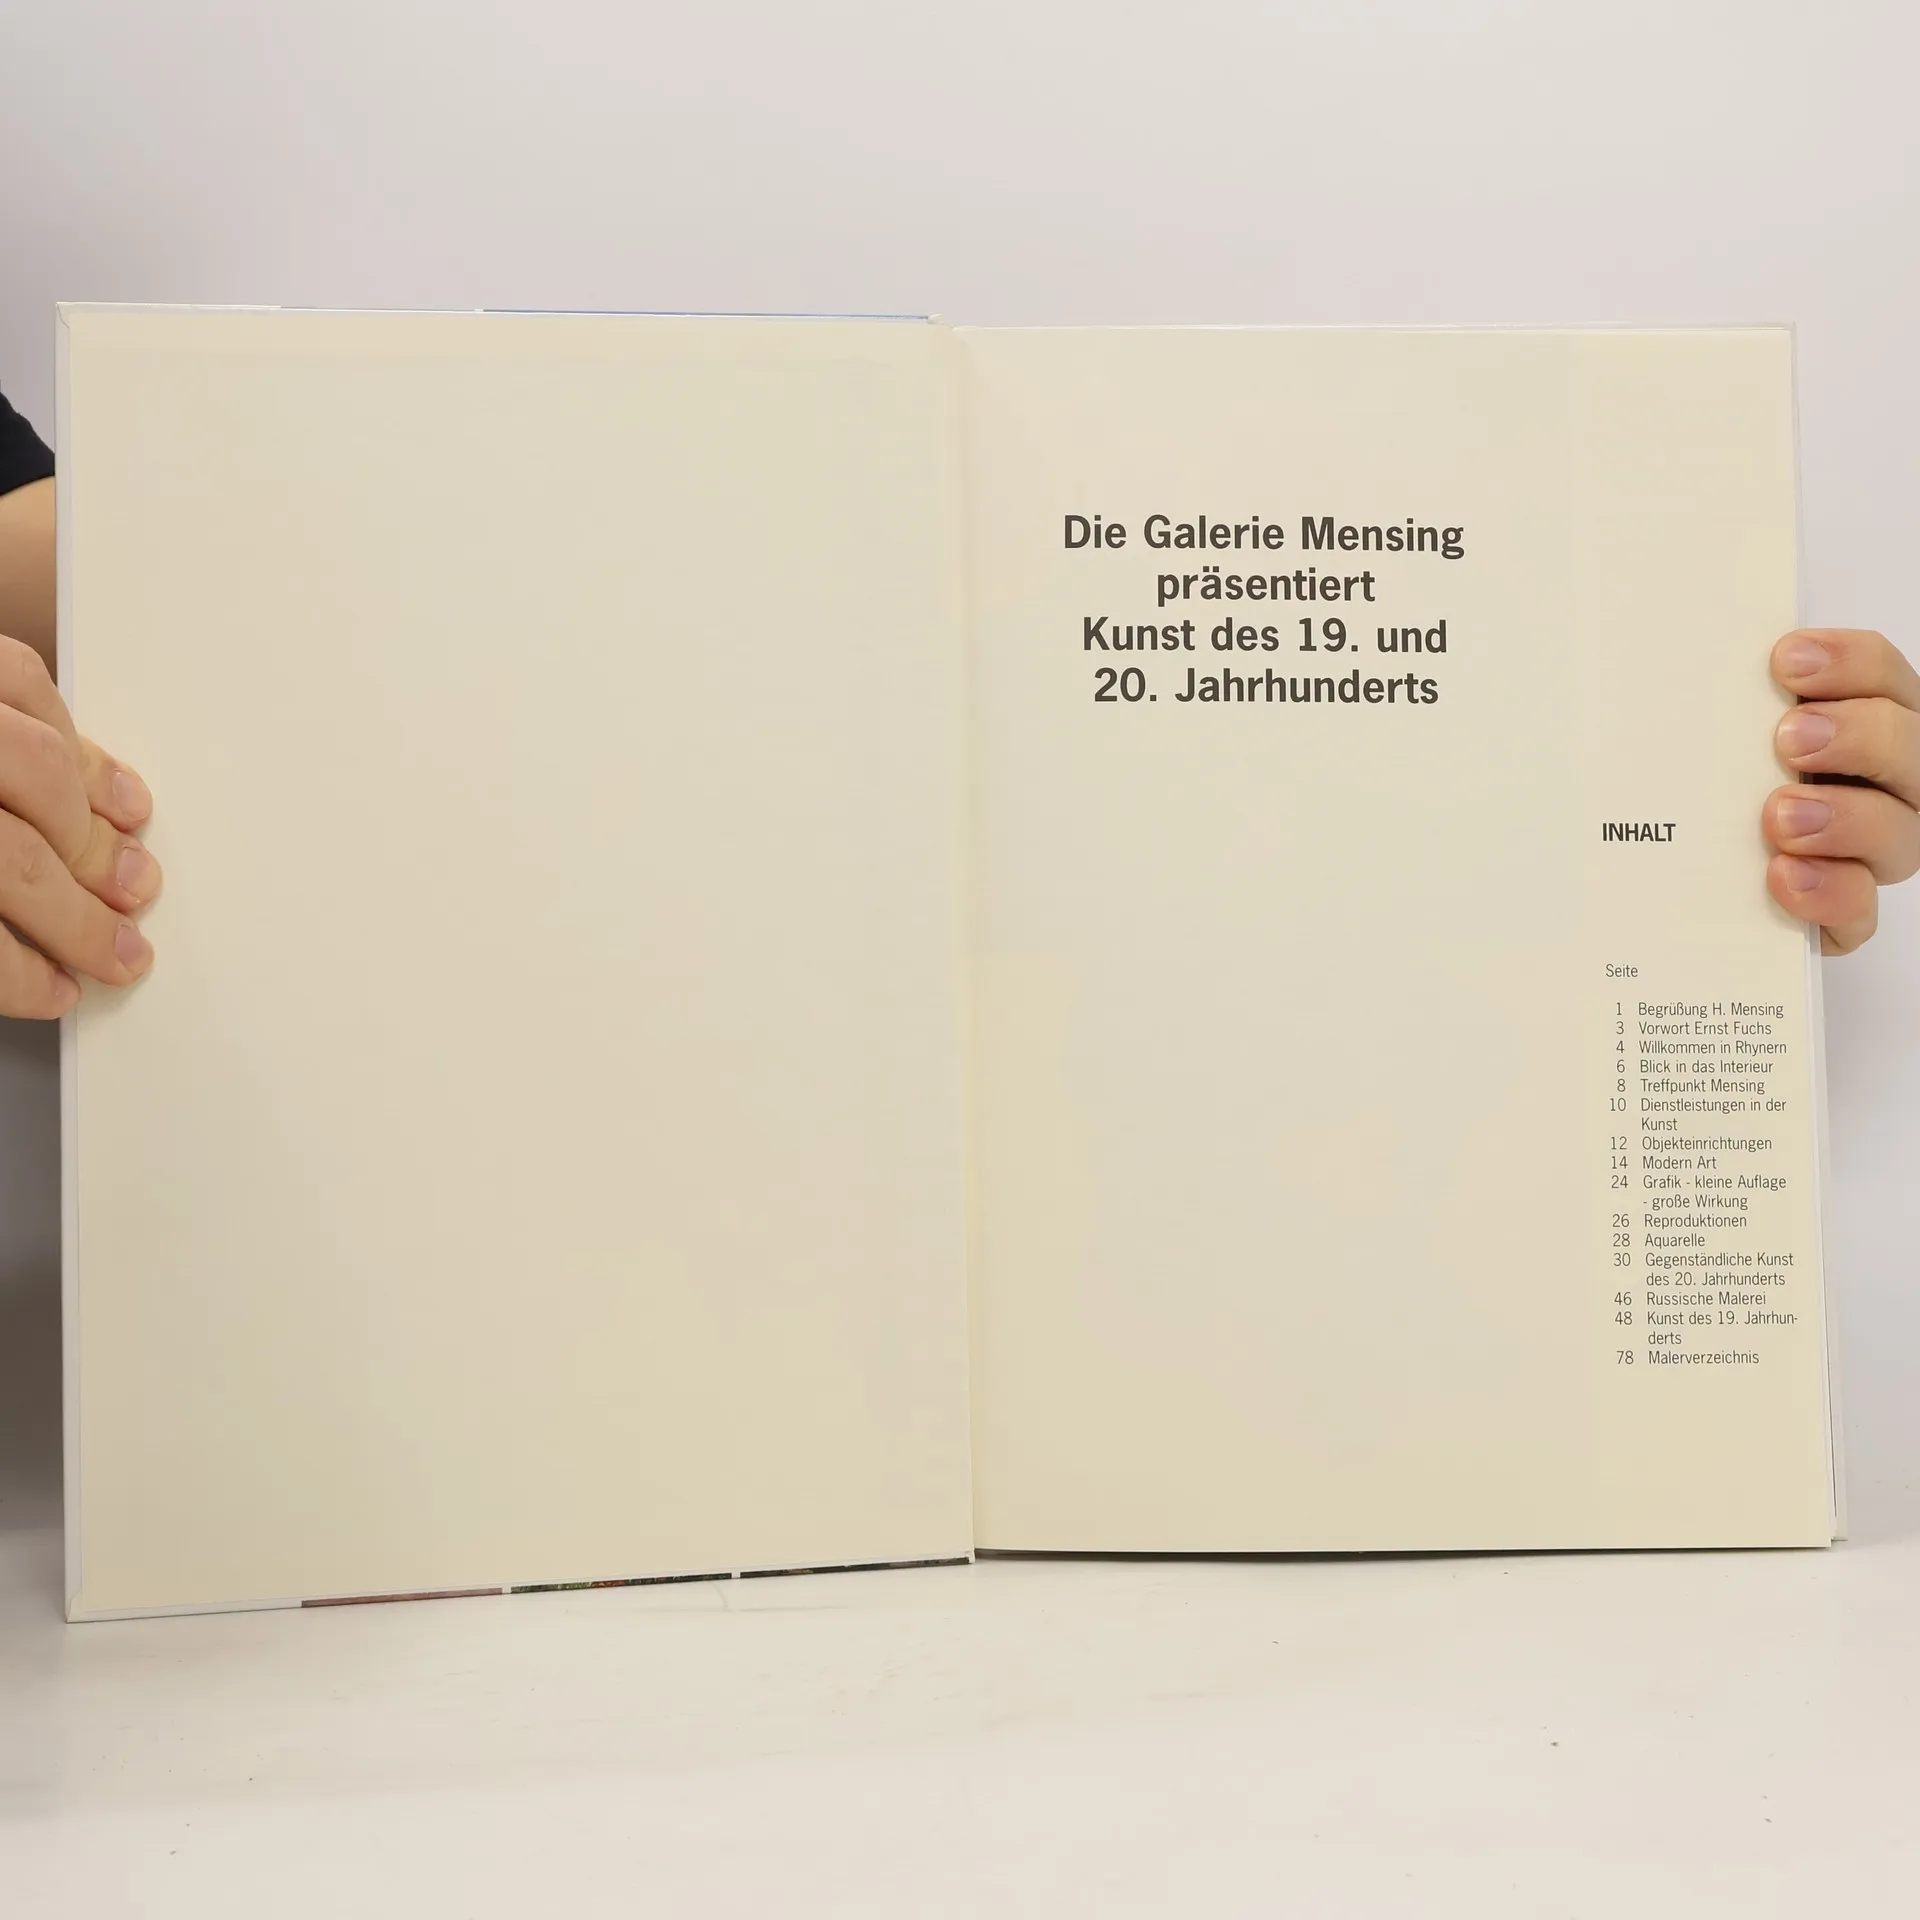 Die Galerie Mensing
präsentiert
Kunst des 19. und
20. Jahrhunderts
INHALT
Seite
1 Begrüßung H. Mensing
3 Vorwort Ernst Fuchs
4 Willkommen in Rhynern
6 Blick in das Interieur
8 Treffpunkt Mensing
10 Dienstleistungen in der
Kunst
12 Objekteinrichtungen
14 Modern Art
24 Grafik - kleine Auflage
- große Wirkung
26 Reproduktionen
28 Aquarelle
30 Gegenständliche Kunst
des 20. Jahrhunderts
46 Russische Malerei
48 Kunst des 19. Jahrhun-
derts
78 Malerverzeichnis